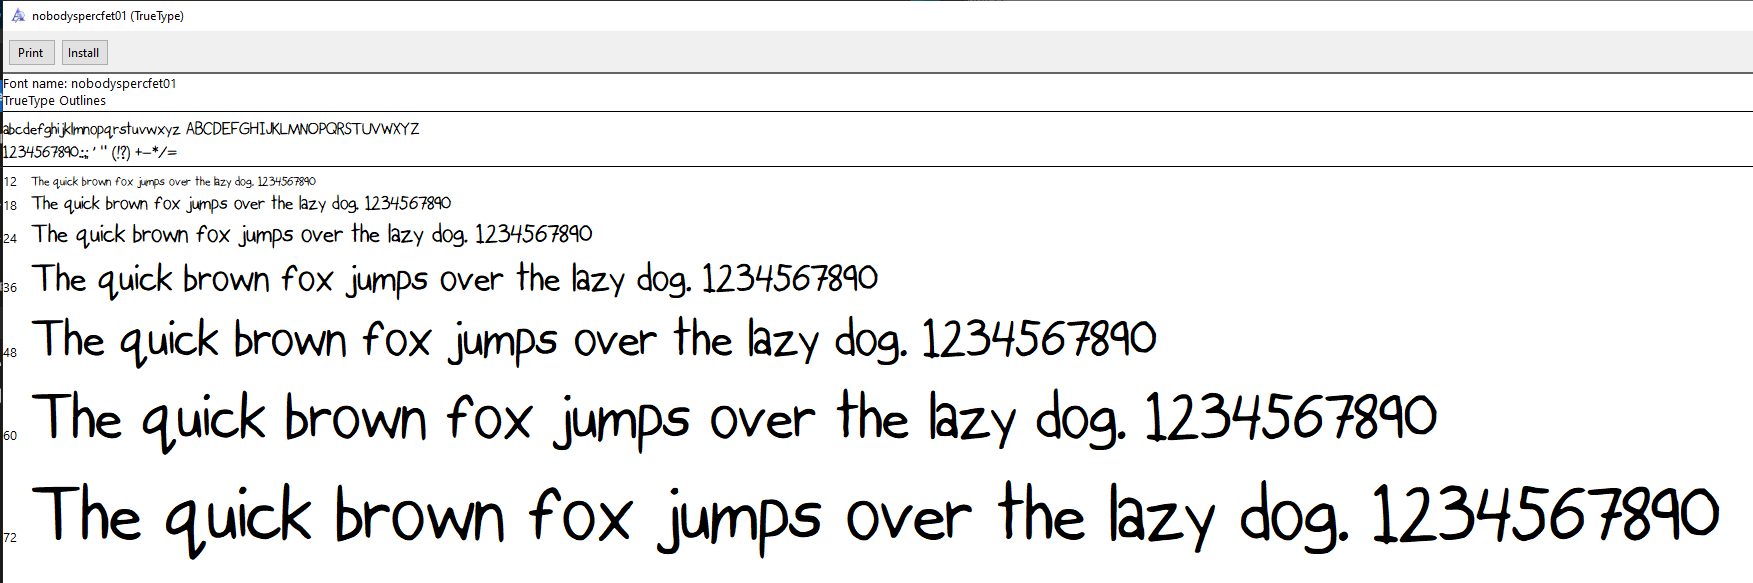 nobodyspercfet01 (TrueType)
Print Install
Font name: nobodyspercfet01
TrueType Outlines
abcdefghijklmnopqrstuvwxyz ABCDEFGHIJKLMNOPQRSTUVWXYZ
1234567890.:,; ' " (!?) +-*/=
12 The quick brown fox jumps over the lazy dog. 1234567890
18 The quick brown fox jumps over the lazy dog. 1234567890
24 The quick brown fox jumps over the lazy dog. 1234567890
36 The quick brown fox jumps over the lazy dog. 1234567890
48 The quick brown fox jumps over the lazy dog. 1234567890
60 The quick brown fox jumps over the lazy dog. 1234567890
72 The quick brown fox jumps over the lazy dog. 1234567890